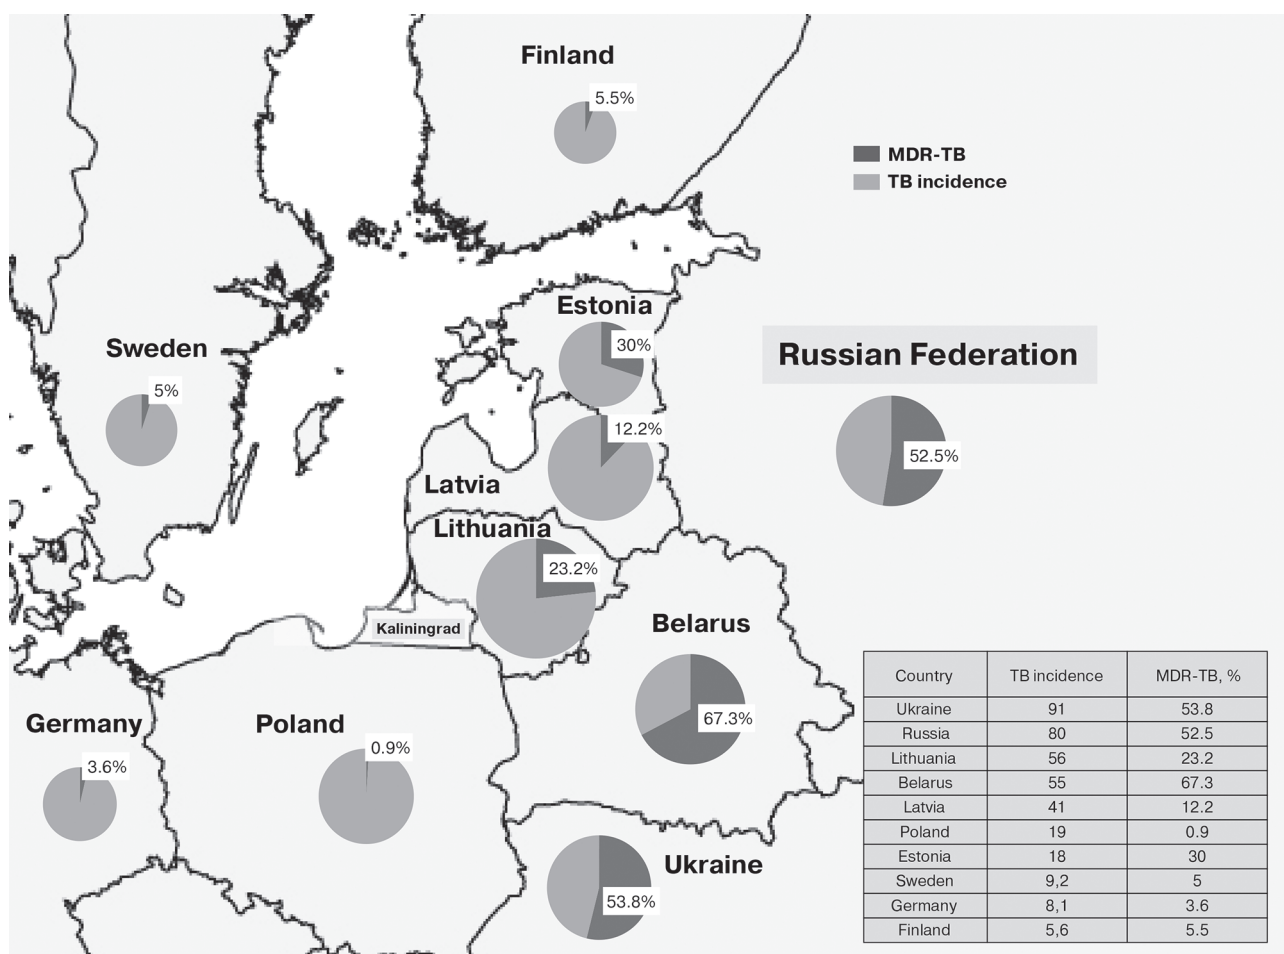 Finland
5.5%
MDR-TB
TB incidence
Estonia
30%
Russian Federation
52.5%
Sweden
5%
12.2%
Latvia
Lithuania
23.2%
Kaliningrad
Belarus
67.3%
Germany
3.6%
Poland
0.9%
Ukraine
53.8%
Country TB incidence MDR-TB, %
Ukraine 91 53.8
Russia 80 52.5
Lithuania 56 23.2
Belarus 55 67.3
Latvia 41 12.2
Poland 19 0.9
Estonia 18 30
Sweden 9,2 5
Germany 8,1 3.6
Finland 5,6 5.5